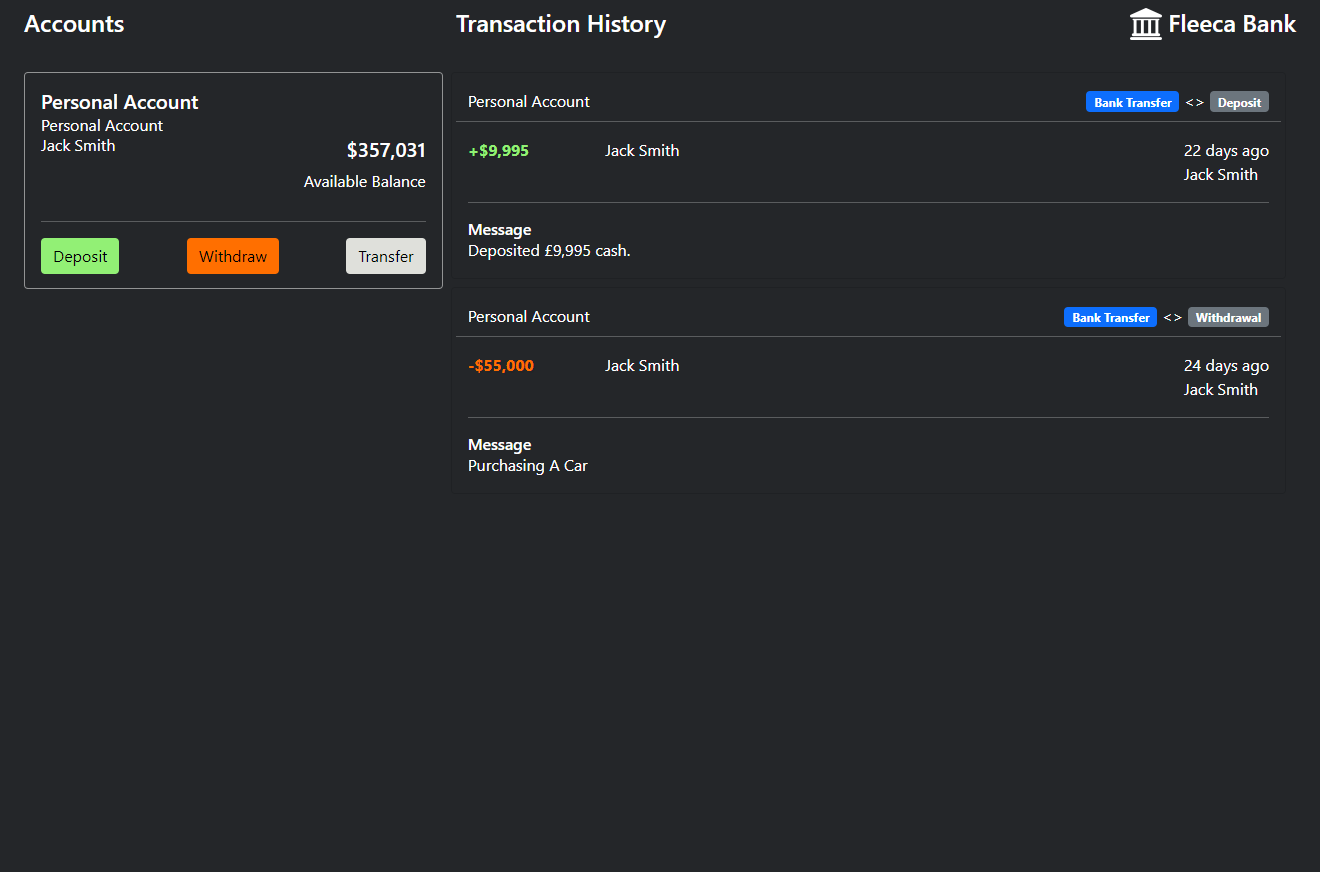 Accounts
Transaction History
Fleeca Bank
Personal Account
Personal Account
Jack Smith
$357,031
Available Balance
Deposit
Withdraw
Transfer
Personal Account
Bank Transfer <> Deposit
+$9,995
Jack Smith
22 days ago
Jack Smith
Message
Deposited £9,995 cash.
Personal Account
Bank Transfer <> Withdrawal
-$55,000
Jack Smith
24 days ago
Jack Smith
Message
Purchasing A Car